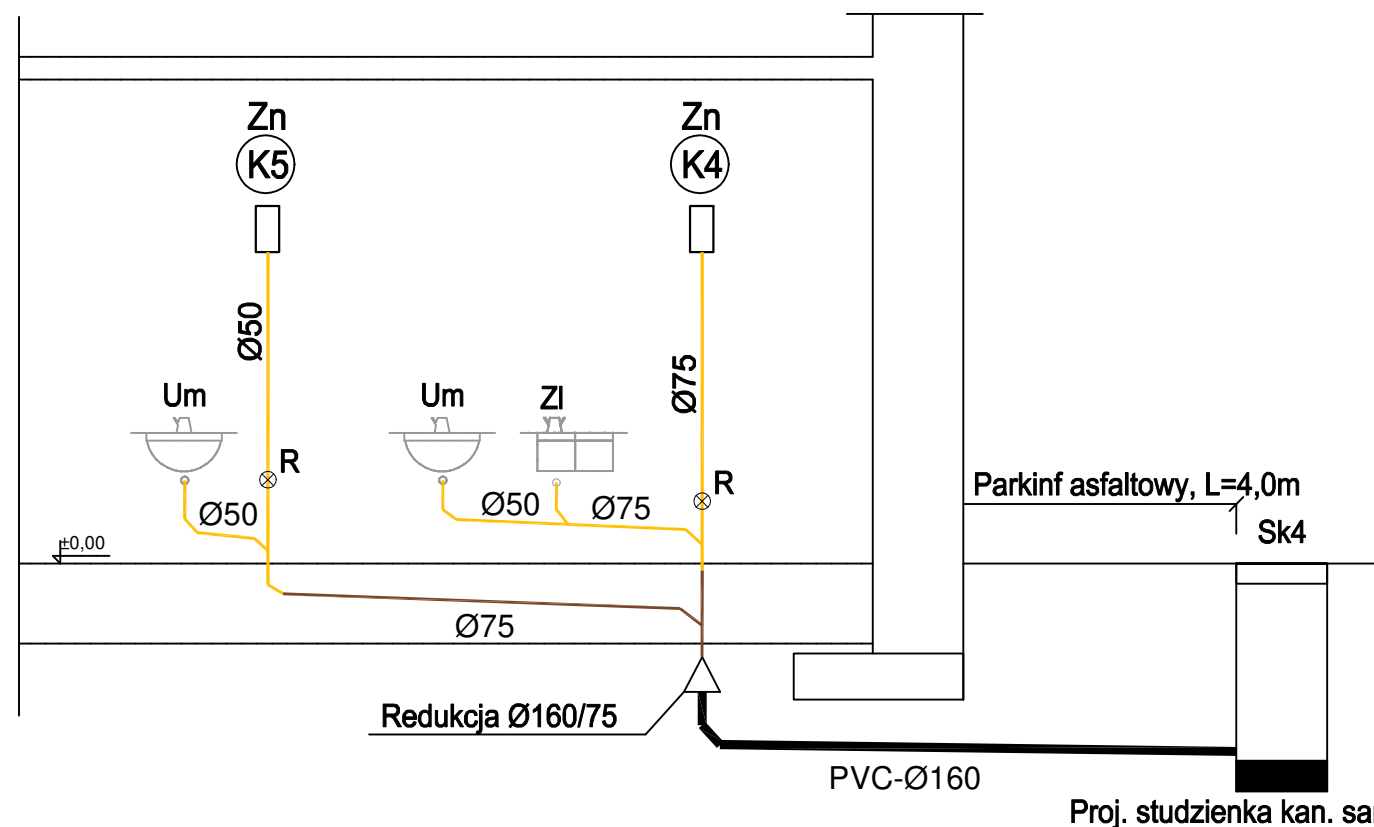 Zn
K5
Zn
K4
Ø50
Ø75
Um
Um
Zl
R
R
Ø50
Ø50
Ø75
Parkinf asfaltowy, L=4,0m
Sk4
±0,00
Ø75
Redukcja Ø160/75
PVC-Ø160
Proj. studzienka kan.